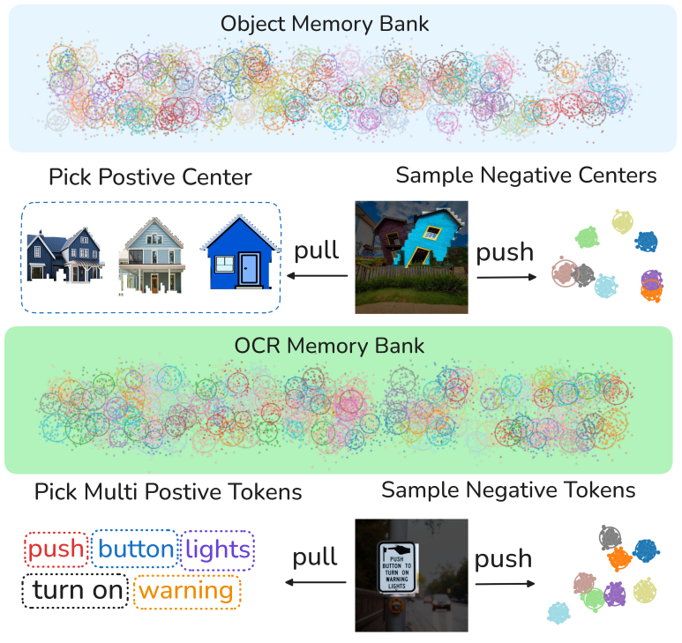 Object Memory Bank
Pick Postive Center
Sample Negative Centers
pull
push
OCR Memory Bank
Pick Multi Postive Tokens
Sample Negative Tokens
push button lights
turn on warning
pull
PUSH
BUTTON TO
TURN ON
WARNING
LIGHTS
push